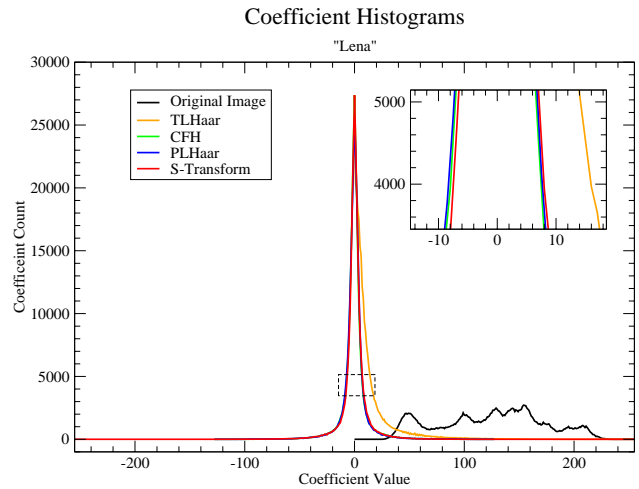 Coefficient Histograms
"Lena"
30000
25000
20000
15000
10000
5000
0
Coefficeint Count
Original Image
TLHaar
CFH
PLHaar
S-Transform
5000
4000
-10 0 10
-200 -100 0 100 200
Coefficient Value